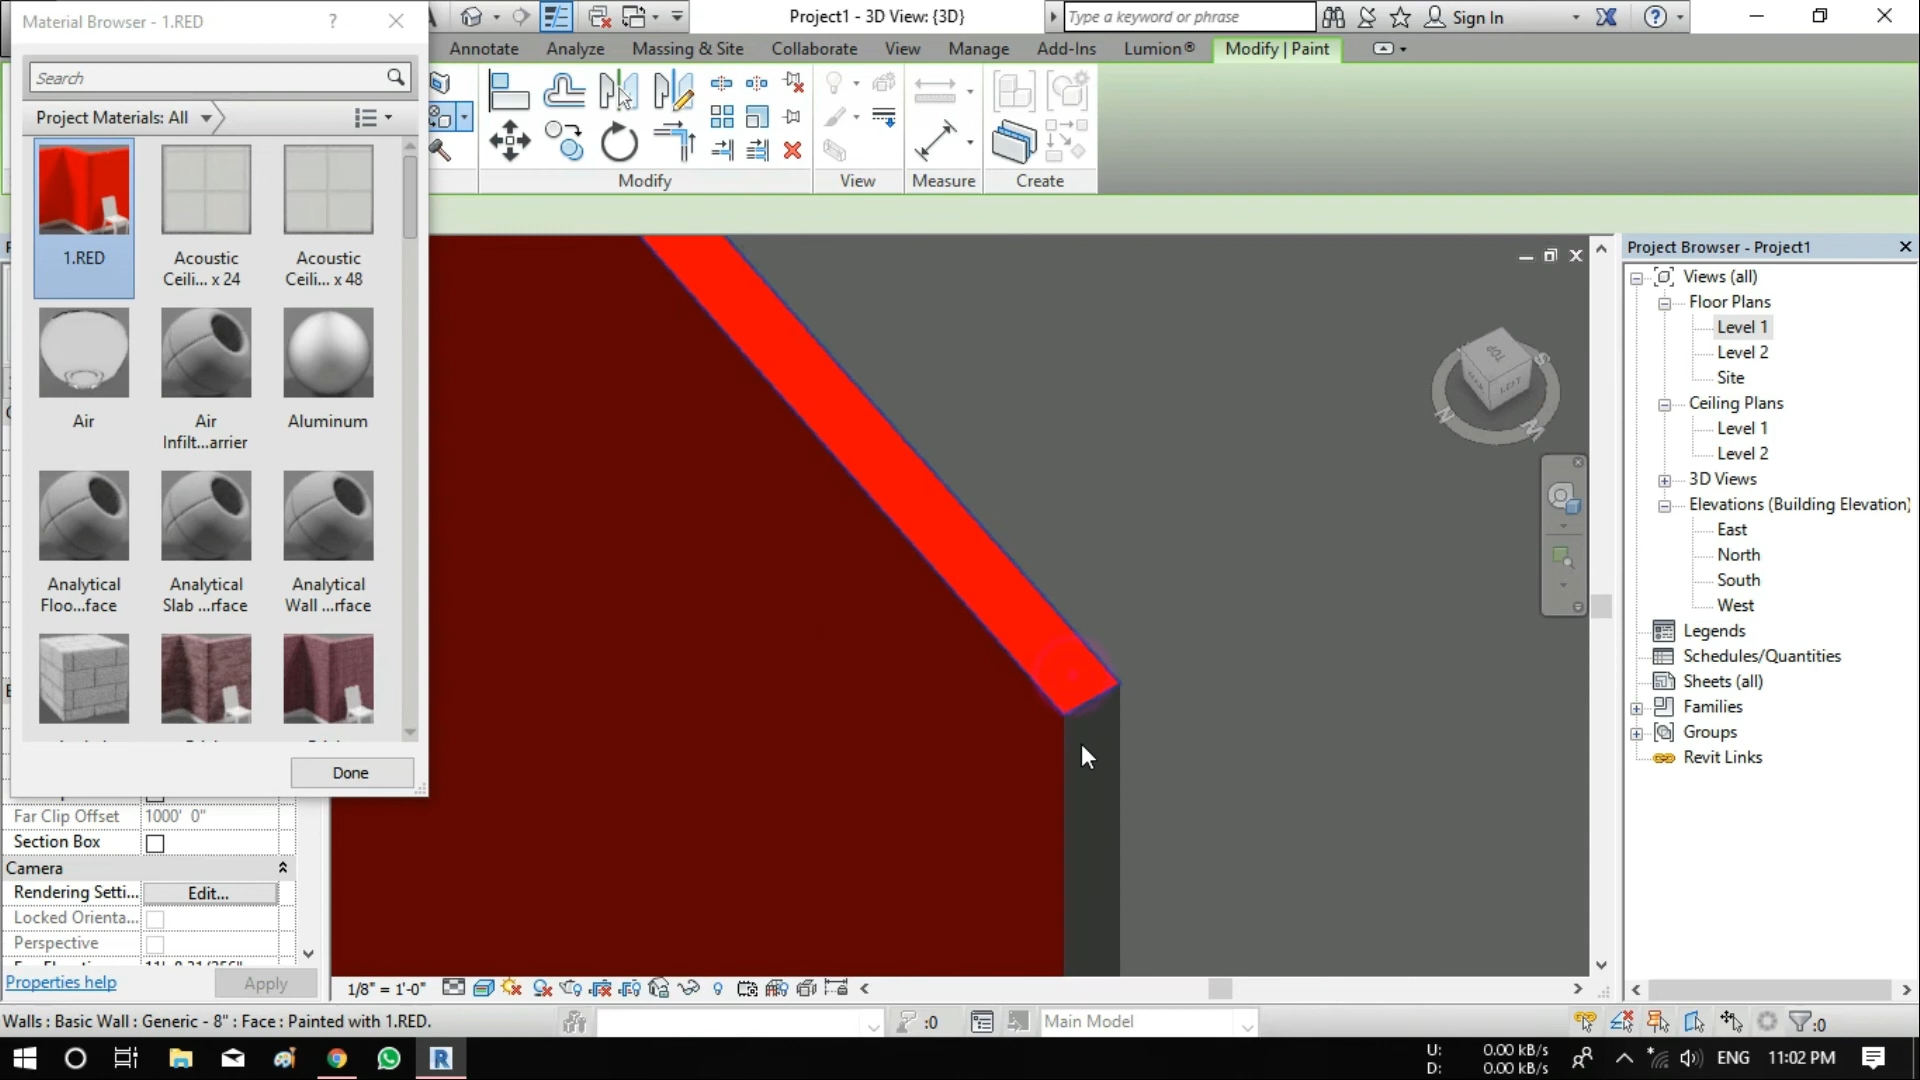 Material Browser - 1.RED
?
Project1 - 3D View: {3D}
Type a keyword or phrase
Sign In
Annotate
Analyze
Massing & Site
Collaborate
View
Manage
Add-Ins
Lumion®
Modify | Paint
Search
Project Materials: All
1.RED
Acoustic
Ceili... x 24
Acoustic
Ceili... x 48
Air
Air
Infilt...arrier
Aluminum
Analytical
Floo...face
Analytical
Slab ...rface
Analytical
Wall ...rface
Done
Modify
View
Measure
Create
TOP
LEFT
S
N
W
Project Browser - Project1
Views (all)
Floor Plans
Level 1
Level 2
Site
Ceiling Plans
Level 1
Level 2
3D Views
Elevations (Building Elevation)
East
North
South
West
Legends
Schedules/Quantities
Sheets (all)
Families
Groups
Revit Links
Far Clip Offset 1000' 0"
Section Box
Camera
Rendering Setti... Edit...
Locked Orienta...
Perspective
Properties help
Apply
1/8" = 1'-0"
Walls : Basic Wall : Generic - 8" : Face : Painted with 1.RED.
:0
Main Model
:0
U: 0.00 kB/s
D: 0.00 kB/s
ENG
11:02 PM